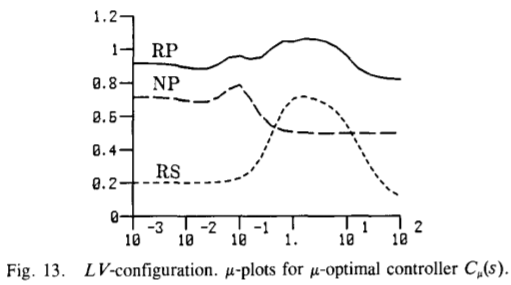 1.2
1
RP
0.8
NP
0.6
0.4
RS
0.2
0
10 -3 10 -2 10 -1 1. 10 1 10 2
Fig. 13. LV-configuration. μ-plots for μ-optimal controller Cμ(s).